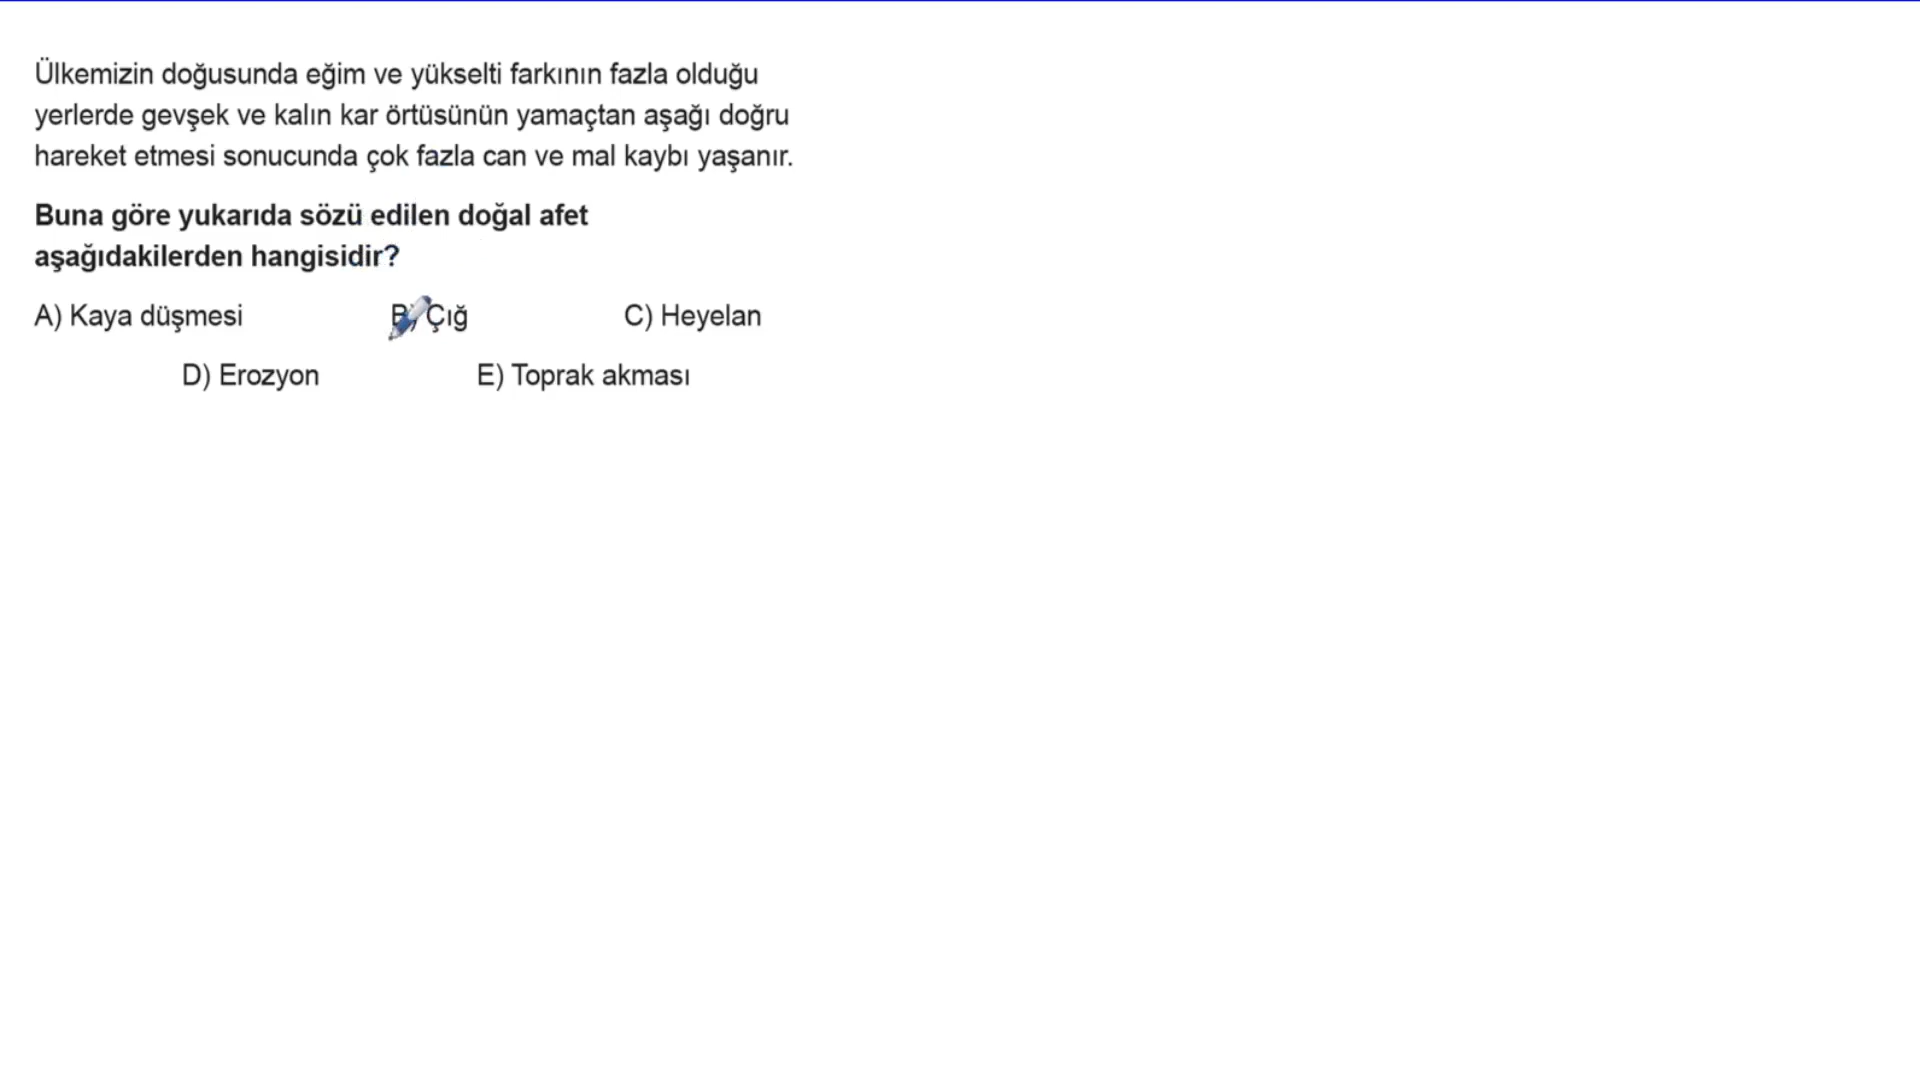 Ülkemizin doğusunda eğim ve yükselti farkının fazla olduğu
yerlerde gevşek ve kalın kar örtüsünün yamaçtan aşağı doğru
hareket etmesi sonucunda çok fazla can ve mal kaybı yaşanır.
Buna göre yukarıda sözü edilen doğal afet
aşağıdakilerden hangisidir?
A) Kaya düşmesi B) Çığ C) Heyelan
D) Erozyon E) Toprak akması